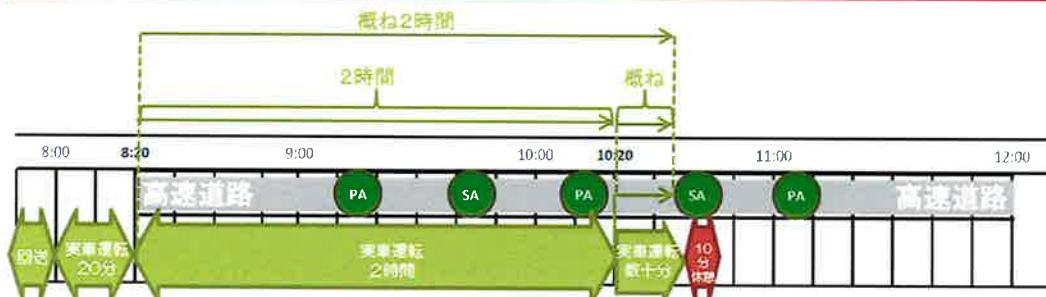 概ね2時間
2時間
概ね
8:00
8:20
9:00
10:00
10:20
11:00
12:00
高速道路
PA
SA
PA
SA
PA
高速道路
回送
実車運転
20分
実車運転
2時間
実車運転
数十分
10
分
休憩